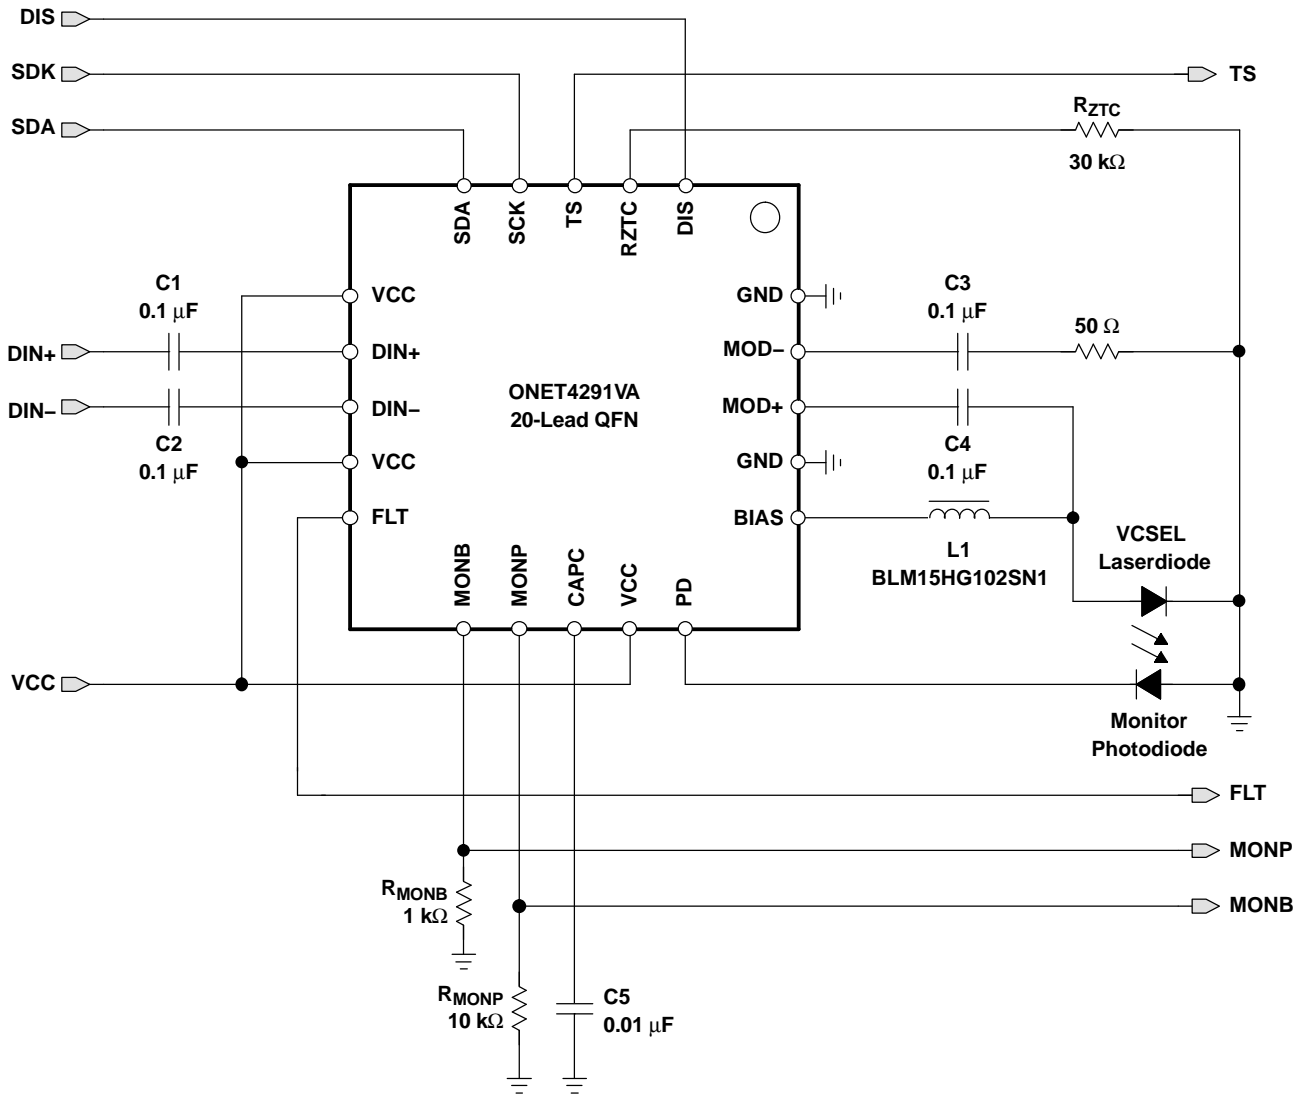 DIS
SDK
TS
SDA
RZTC
30 kΩ
SDA
SCK
TS
RZTC
DIS
C1
0.1 μF
VCC
GND
C3
0.1 μF
50 Ω
DIN+
DIN+
MOD–
ONET4291VA
20-Lead QFN
DIN–
DIN–
MOD+
C2
0.1 μF
VCC
GND
C4
0.1 μF
FLT
BIAS
L1
BLM15HG102SN1
VCSEL
Laserdiode
MONB
MONP
CAPC
VCC
PD
VCC
Monitor
Photodiode
FLT
MONP
RMONB
1 kΩ
MONB
RMONP
10 kΩ
C5
0.01 μF